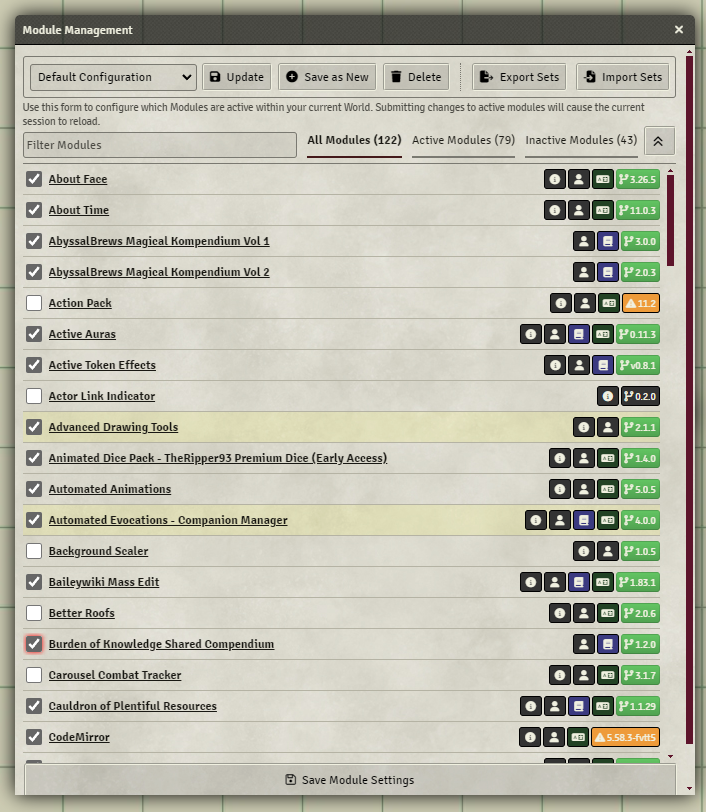 Module Management
Default Configuration Update Save as New Delete Export Sets Import Sets
Use this form to configure which Modules are active within your current World. Submitting changes to active modules will cause the current
session to reload.
Filter Modules All Modules (122) Active Modules (79) Inactive Modules (43)
About Face 3.26.5
About Time 11.0.3
AbyssalBrews Magical Kompendium Vol 1 3.0.0
AbyssalBrews Magical Kompendium Vol 2 2.0.3
Action Pack 11.2
Active Auras 0.11.3
Active Token Effects v0.8.1
Actor Link Indicator 0.2.0
Advanced Drawing Tools 2.1.1
Animated Dice Pack - TheRipper93 Premium Dice (Early Access) 1.4.0
Automated Animations 5.0.5
Automated Evocations - Companion Manager 4.0.0
Background Scaler 1.0.5
Baileywiki Mass Edit 1.83.1
Better Roofs 2.0.6
Burden of Knowledge Shared Compendium 1.2.0
Carousel Combat Tracker 3.1.7
Cauldron of Plentiful Resources 1.1.29
CodeMirror 5.58.3-fvtt5
Save Module Settings